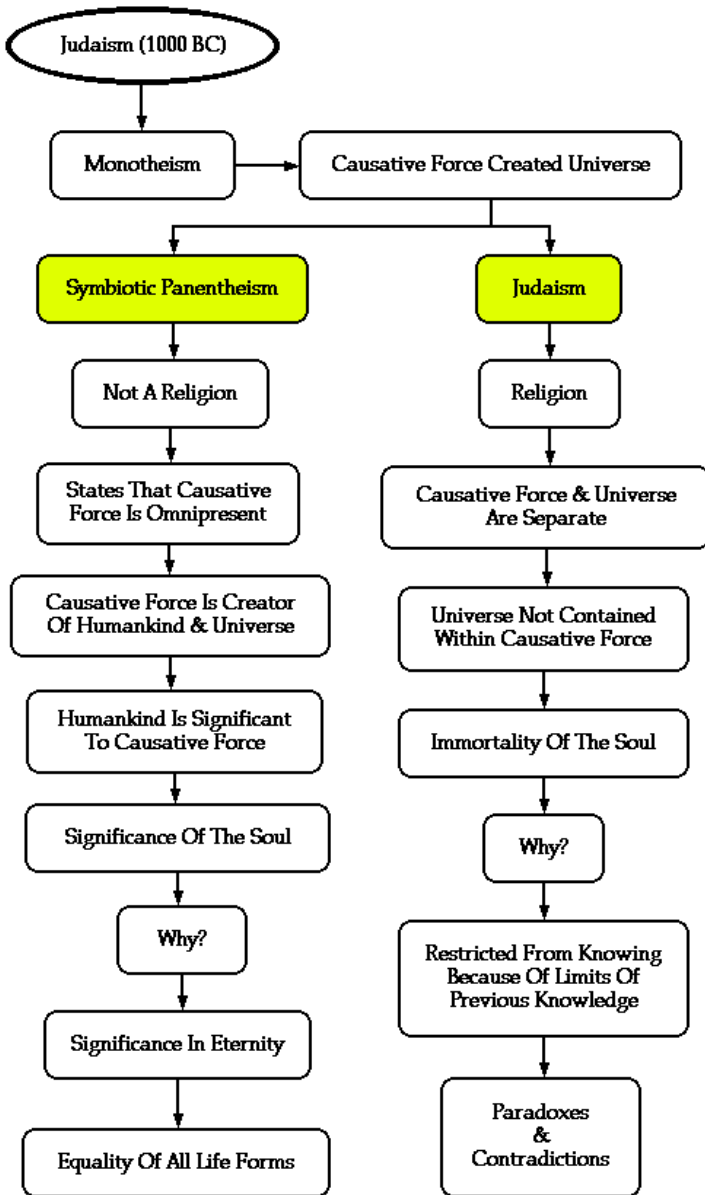 Judaism (1000 BC)
Monotheism
Causative Force Created Universe
Symbiotic Panentheism
Judaism
Not A Religion
Religion
States That Causative
Force Is Omnipresent
Causative Force & Universe
Are Separate
Causative Force Is Creator
Of Humankind & Universe
Universe Not Contained
Within Causative Force
Humankind Is Significant
To Causative Force
Immortality Of The Soul
Significance Of The Soul
Why?
Why?
Restricted From Knowing
Because Of Limits Of
Previous Knowledge
Significance In Eternity
Paradoxes
&
Contradictions
Equality Of All Life Forms